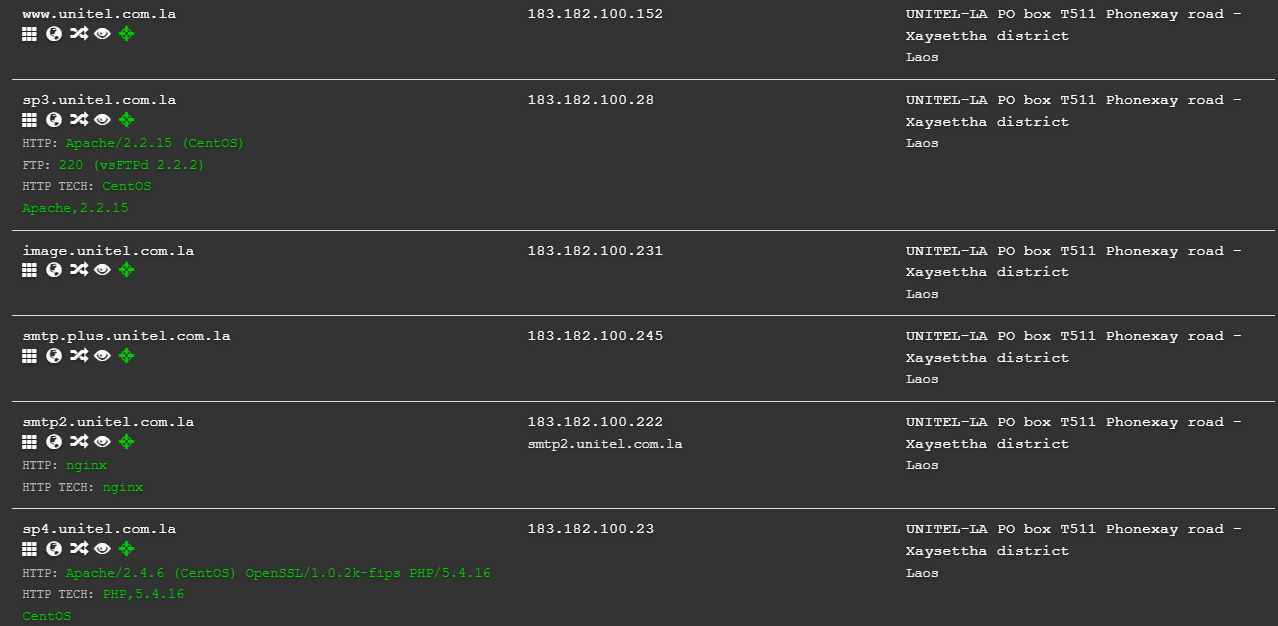 www.unitel.com.la 183.182.100.152 UNITEL-LA PO box T511 Phonexay road -
Xaysettha district
Laos
sp3.unitel.com.la 183.182.100.28 UNITEL-LA PO box T511 Phonexay road -
Xaysettha district
Laos
HTTP: Apache/2.2.15 (CentOS)
FTP: 220 (vsFTPd 2.2.2)
HTTP TECH: CentOS
Apache,2.2.15
image.unitel.com.la 183.182.100.231 UNITEL-LA PO box T511 Phonexay road -
Xaysettha district
Laos
smtp.plus.unitel.com.la 183.182.100.245 UNITEL-LA PO box T511 Phonexay road -
Xaysettha district
Laos
smtp2.unitel.com.la 183.182.100.222 UNITEL-LA PO box T511 Phonexay road -
smtp2.unitel.com.la Xaysettha district
HTTP: nginx Laos
HTTP TECH: nginx
sp4.unitel.com.la 183.182.100.23 UNITEL-LA PO box T511 Phonexay road -
Xaysettha district
HTTP: Apache/2.4.6 (CentOS) OpenSSL/1.0.2k-fips PHP/5.4.16 Laos
HTTP TECH: PHP,5.4.16
CentOS